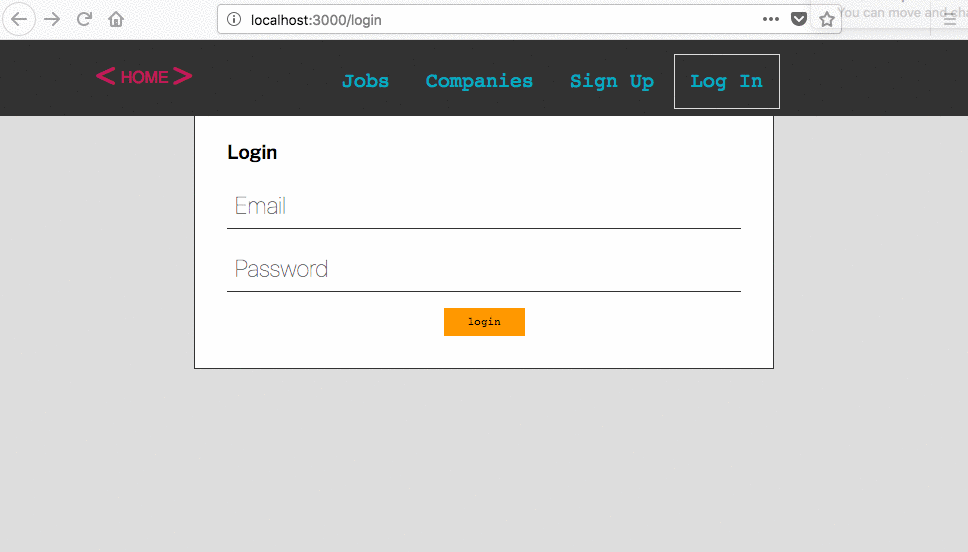 localhost:3000/login
You can move and sha
< HOME >
Jobs Companies Sign Up Log In
Login
Email
Password
login